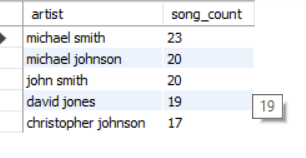 artist song_count
michael smith 23
michael johnson 20
john smith 20
david jones 19
19
christopher johnson 17